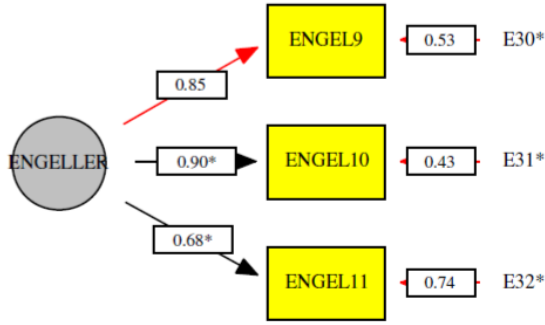 ENGEL9 0.53 E30*
0.85
ENGELLER 0.90* ENGEL10 0.43 E31*
0.68*
ENGEL11 0.74 E32*